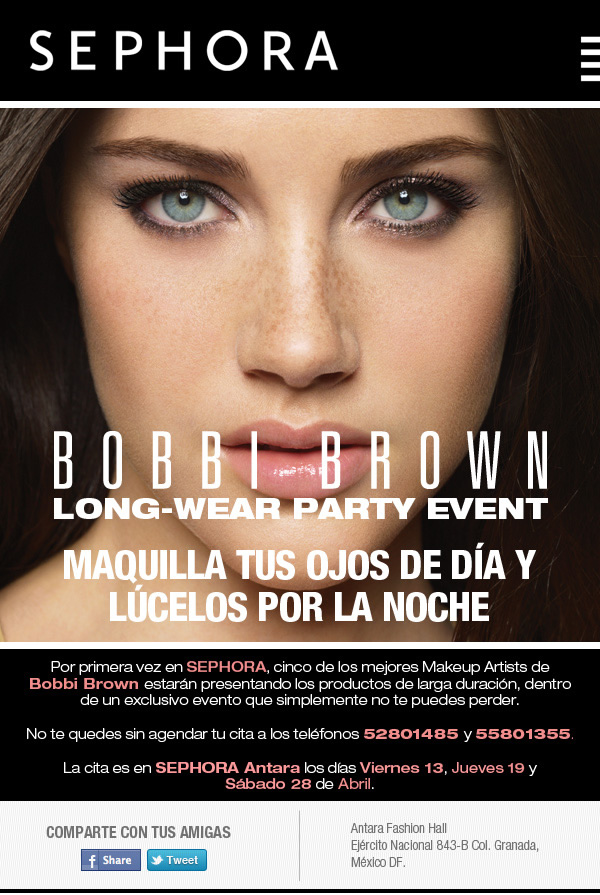 SEPHORA
BOBBI BROWN
LONG-WEAR PARTY EVENT
MAQUILLA TUS OJOS DE DÍA Y
LÚCELOS POR LA NOCHE
Por primera vez en SEPHORA, cinco de los mejores Makeup Artists de
Bobbi Brown estarán presentando los productos de larga duración, dentro
de un exclusivo evento que simplemente no te puedes perder.
No te quedes sin agendar tu cita a los teléfonos 52801485 y 55801355.
La cita es en SEPHORA Antara los días Viernes 13, Jueves 19 y
Sábado 28 de Abril.
COMPARTE CON TUS AMIGAS
f Share
Tweet
Antara Fashion Hall
Ejército Nacional 843-B Col. Granada,
México DF.